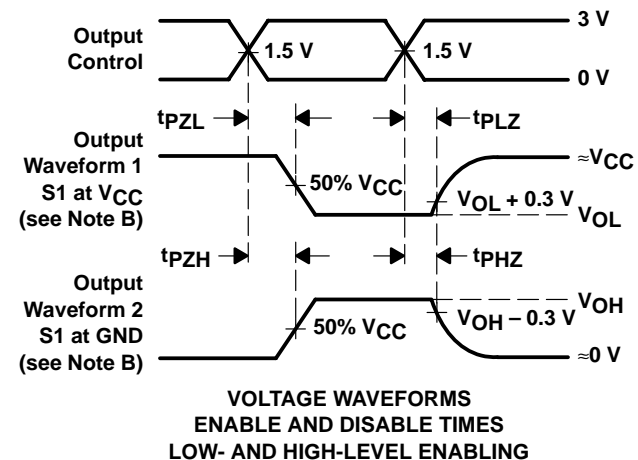 3 V
Output
Control
1.5 V
1.5 V
0 V
tPZL
tPLZ
Output
Waveform 1
S1 at VCC
(see Note B)
≈VCC
50% VCC
VOL + 0.3 V
VOL
tPZH
tPHZ
Output
Waveform 2
S1 at GND
(see Note B)
VOH
50% VCC
VOH – 0.3 V
≈0 V
VOLTAGE WAVEFORMS
ENABLE AND DISABLE TIMES
LOW- AND HIGH-LEVEL ENABLING